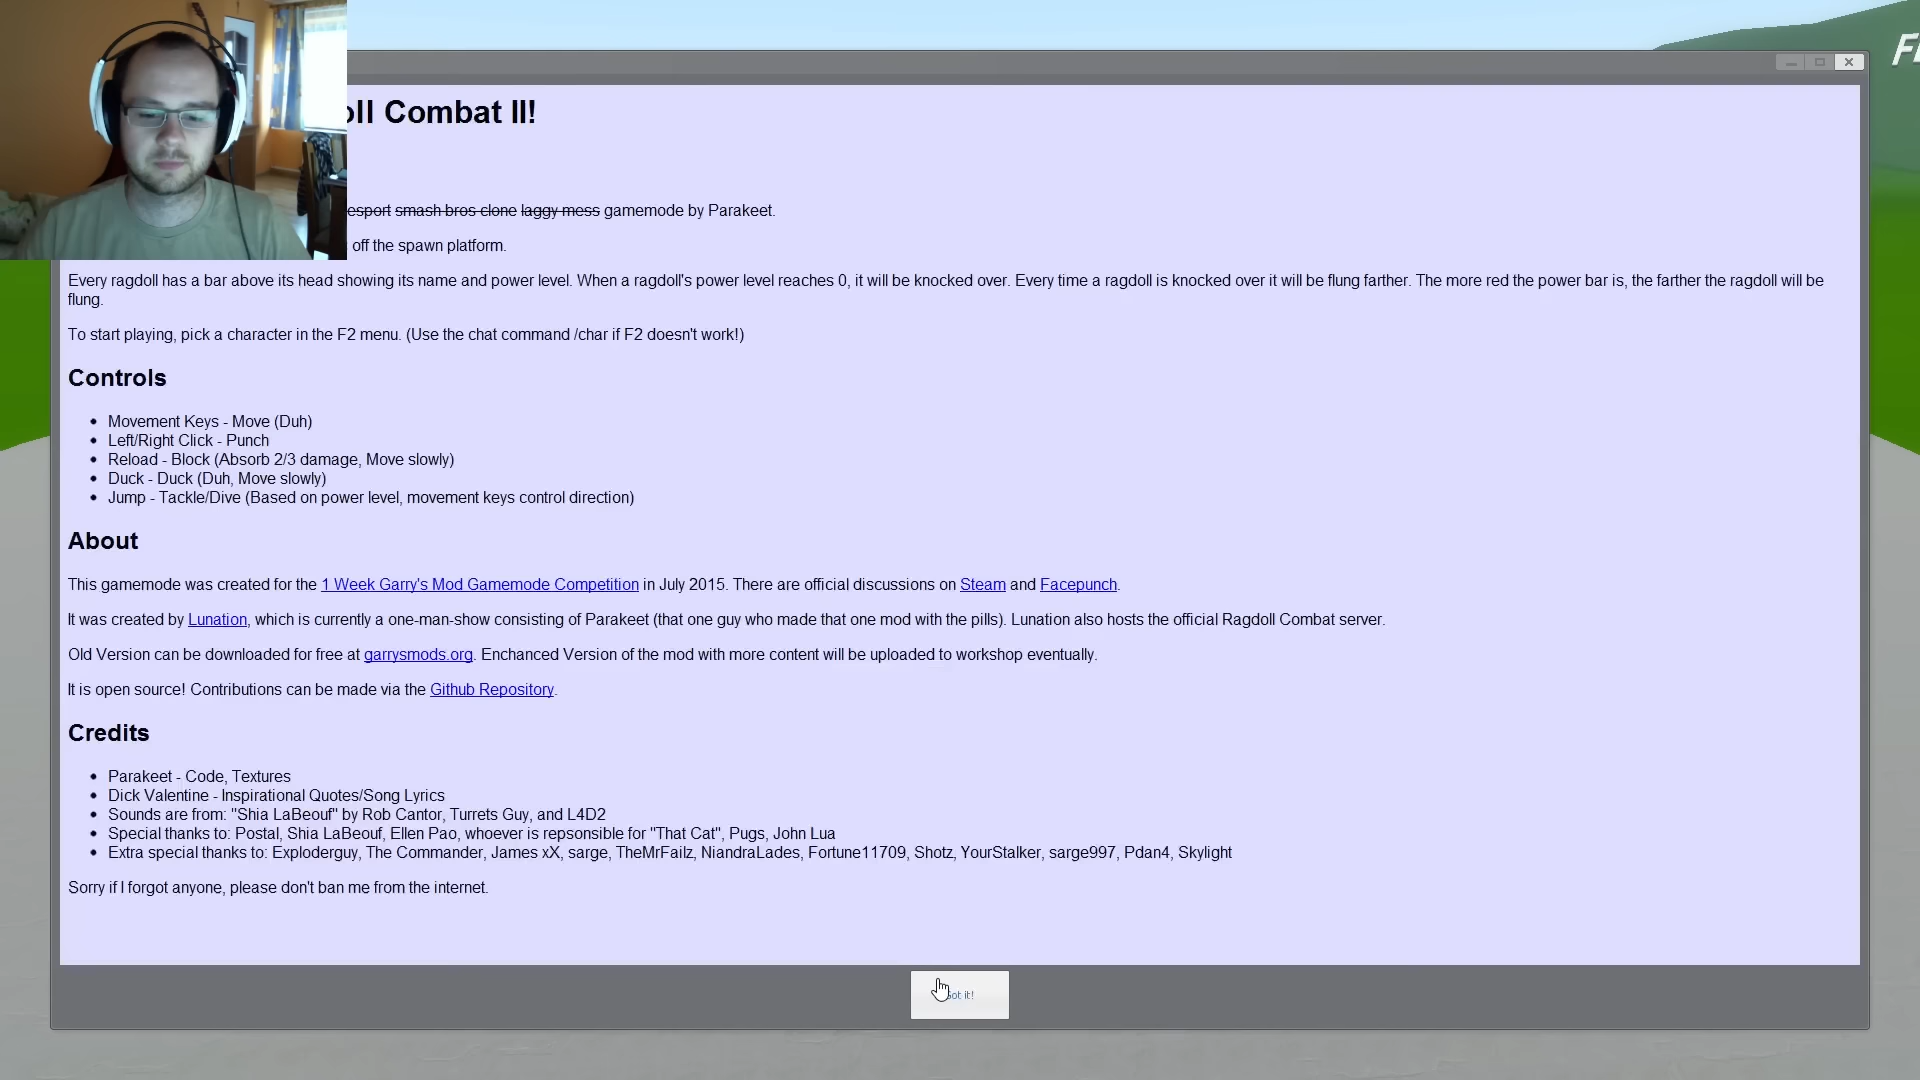 Combat II!
esport smash bros clone laggy mess gamemode by Parakeet.
off the spawn platform.
Every ragdoll has a bar above its head showing its name and power level. When a ragdoll's power level reaches 0, it will be knocked over. Every time a ragdoll is knocked over it will be flung farther. The more red the power bar is, the farther the ragdoll will be
flung.
To start playing, pick a character in the F2 menu. (Use the chat command /char if F2 doesn't work!)
Controls
• Movement Keys - Move (Duh)
• Left/Right Click - Punch
• Reload - Block (Absorb 2/3 damage, Move slowly)
• Duck - Duck (Duh, Move slowly)
• Jump - Tackle/Dive (Based on power level, movement keys control direction)
About
This gamemode was created for the 1 Week Garry's Mod Gamemode Competition in July 2015. There are official discussions on Steam and Facepunch.
It was created by Lunation, which is currently a one-man-show consisting of Parakeet (that one guy who made that one mod with the pills). Lunation also hosts the official Ragdoll Combat server.
Old Version can be downloaded for free at garrysmods.org. Enchanced Version of the mod with more content will be uploaded to workshop eventually.
It is open source! Contributions can be made via the Github Repository.
Credits
• Parakeet - Code, Textures
• Dick Valentine - Inspirational Quotes/Song Lyrics
• Sounds are from: "Shia LaBeouf" by Rob Cantor, Turrets Guy, and L4D2
• Special thanks to: Postal, Shia LaBeouf, Ellen Pao, whoever is repsonsible for "That Cat", Pugs, John Lua
• Extra special thanks to: Exploderguy, The Commander, James xX, sarge, TheMrFailz, NiandraLades, Fortune11709, Shotz, YourStalker, sarge997, Pdan4, Skylight
Sorry if I forgot anyone, please don't ban me from the internet.
it!